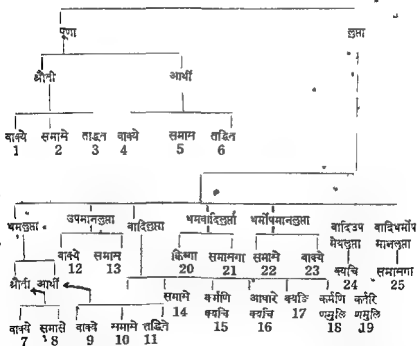 पूर्णा लुप्ता
श्रौती आर्थी
वाक्ये समासे तद्धित वाक्ये समास तद्धित
1 2 3 4 5 6
धर्मलुप्ता उपमानलुप्ता वादिलुप्ता धर्मवादिलुप्ता धर्मोपमानलुप्ता वादिउप वादिधर्मोप
मेयलुप्ता मानलुप्ता
वाक्ये समास क्विब्गा समासगा समासे वाक्ये क्यचि समासगा
12 13 20 21 22 23 24 25
श्रौती आर्थी
समासे कर्मणि आधारे क्यङि कर्मणि कर्तरि
14 क्यचि क्यचि 17 णमुलि णमुलि
15 16 18 19
वाक्ये समासे वाक्ये समासे तद्धिते
7 8 9 10 11